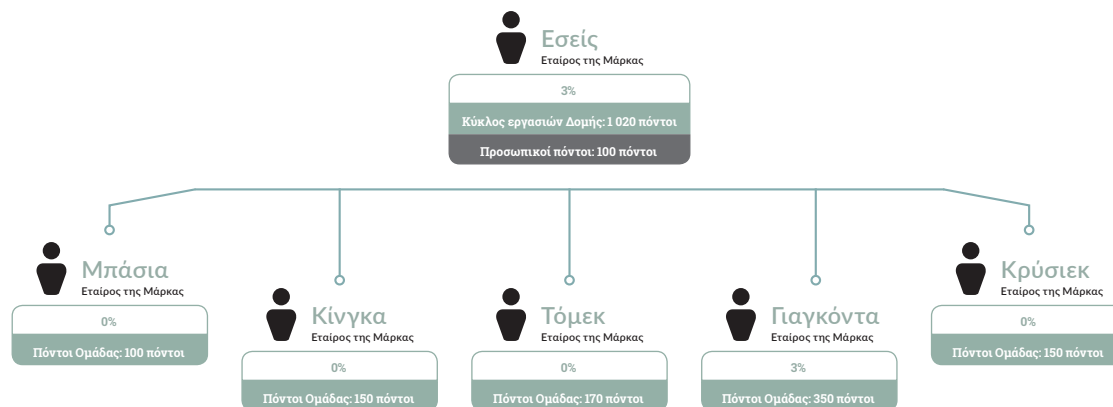 Εσείς
Εταίρος της Μάρκας
3%
Κύκλος εργασιών Δομής: 1 020 πόντοι
Προσωπικοί πόντοι: 100 πόντοι
Μπάσια
Εταίρος της Μάρκας
0%
Πόντοι Ομάδας: 100 πόντοι
Κίνγκα
Εταίρος της Μάρκας
0%
Πόντοι Ομάδας: 150 πόντοι
Τόμεκ
Εταίρος της Μάρκας
0%
Πόντοι Ομάδας: 170 πόντοι
Γιαγκόντα
Εταίρος της Μάρκας
3%
Πόντοι Ομάδας: 350 πόντοι
Κρύσιεκ
Εταίρος της Μάρκας
0%
Πόντοι Ομάδας: 150 πόντοι